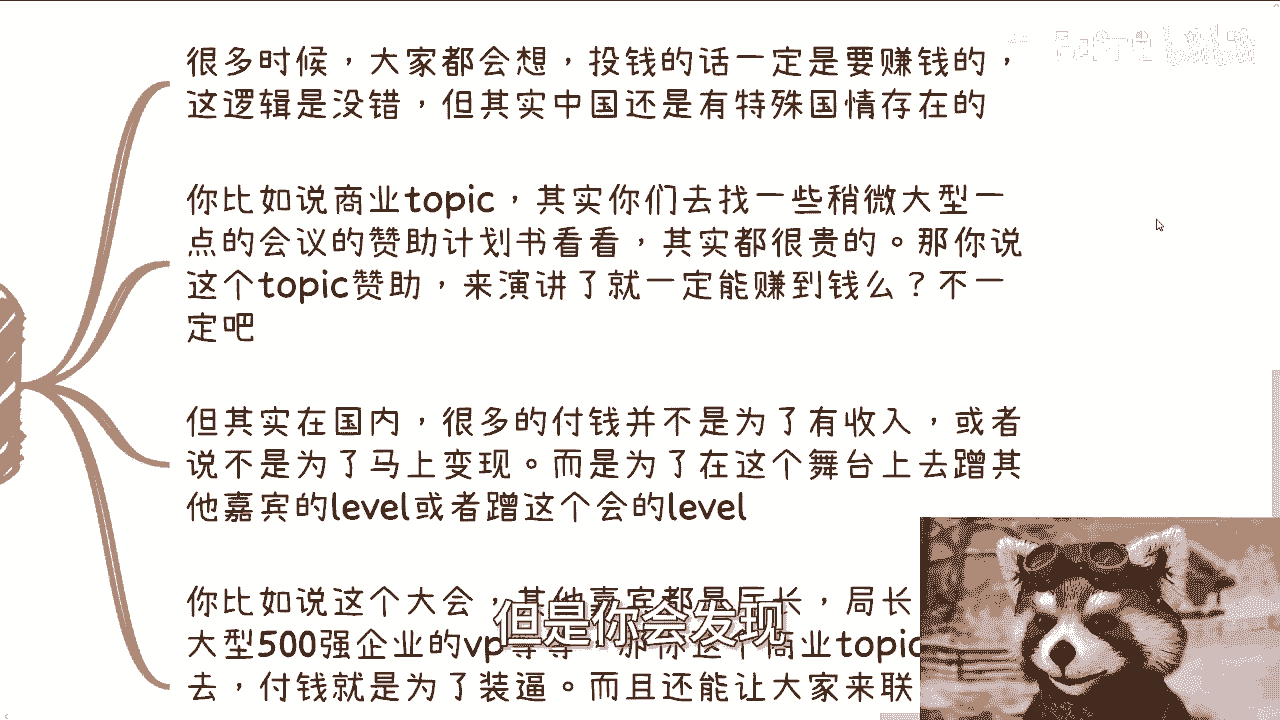 很多时候，大家都会想，投钱的话一定是要赚钱的，
这逻辑是没错，但其实中国还是有特殊国情存在的
你比如说商业topic，其实你们去找一些稍微大型一
点的会议的赞助计划书看看，其实都很贵的。那你说
这个topic赞助，来演讲了就一定能赚到钱么？不一
定吧
但其实在国内，很多的付钱并不是为了有收入，或者
说不是为了马上变现。而是为了在这个舞台上去蹭其
他嘉宾的level或者蹭这个会的level
你比如说这个大会，其他嘉宾都是厅长，局长
大型500强企业的vp等等，那你这个商业topic
去，付钱就是为了装逼。而且还能让大家来联
但是你会发现